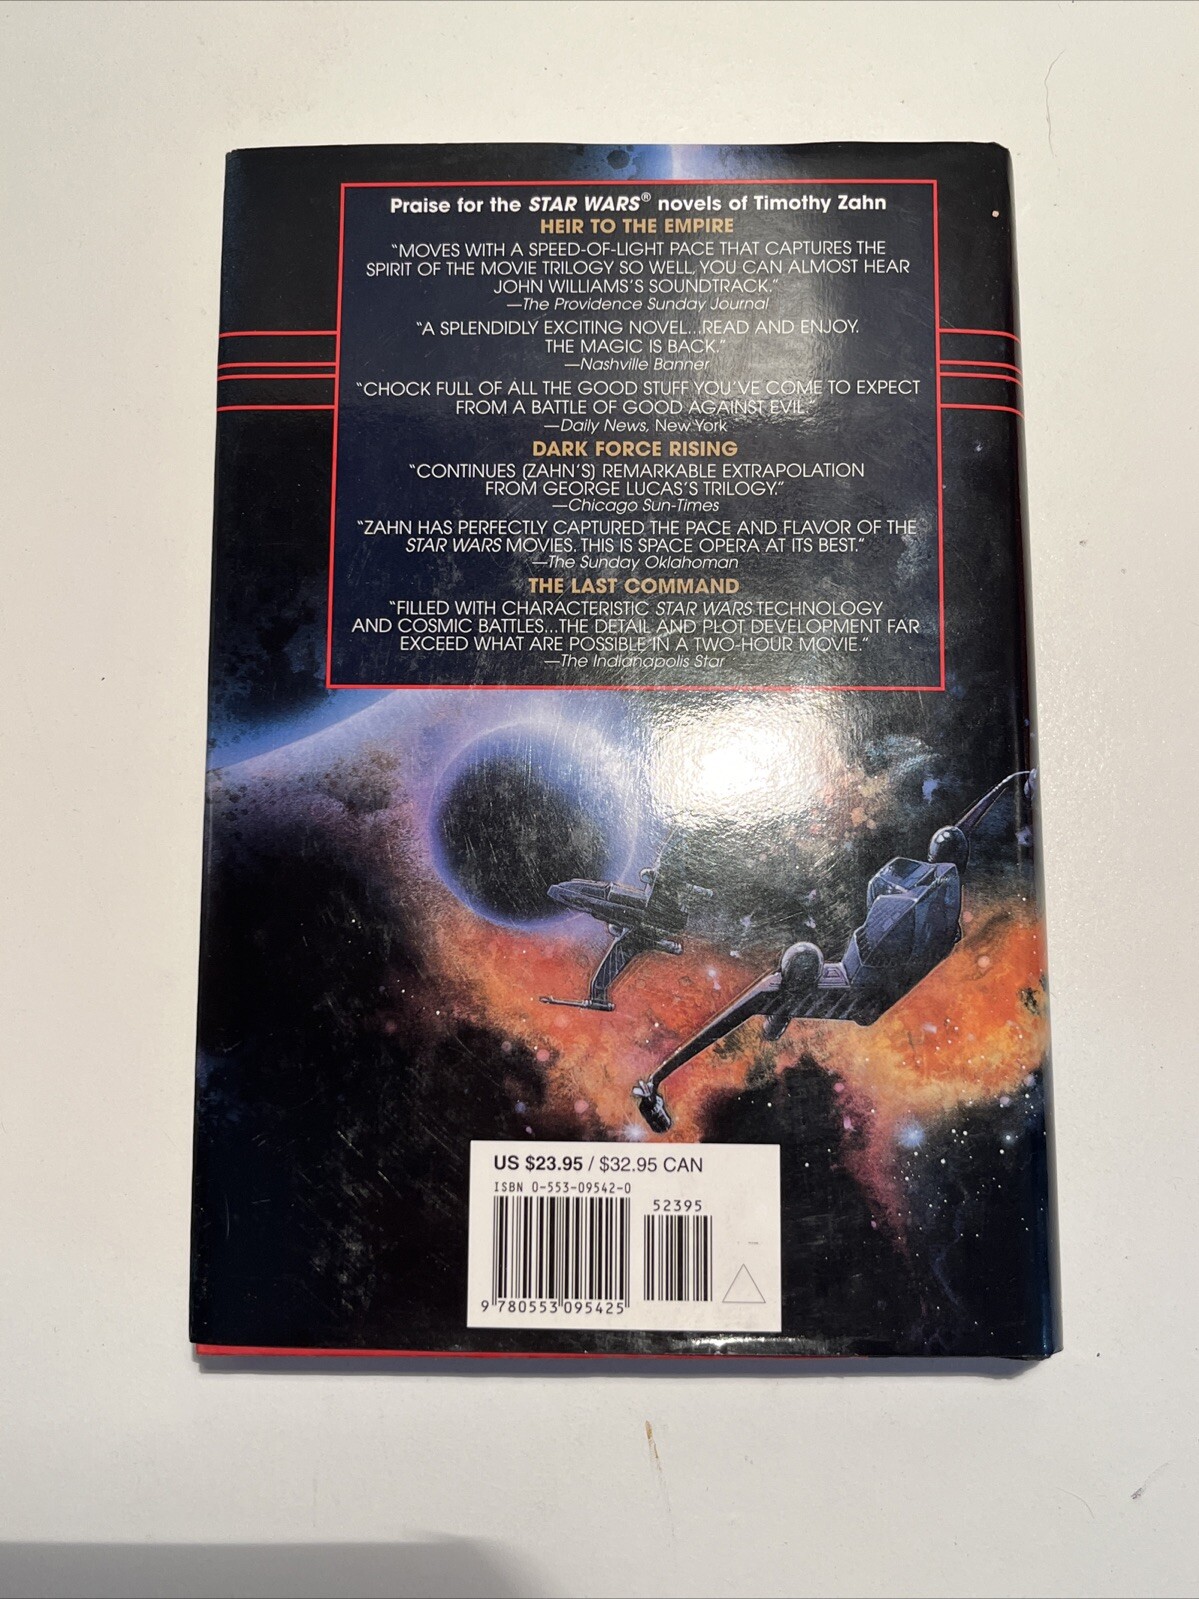 Praise for the STAR WARS® novels of Timothy Zahn
HEIR TO THE EMPIRE
"MOVES WITH A SPEED-OF-LIGHT PACE THAT CAPTURES THE
SPIRIT OF THE MOVIE TRILOGY SO WELL, YOU CAN ALMOST HEAR
JOHN WILLIAMS'S SOUNDTRACK."
—The Providence Sunday Journal
"A SPLENDIDLY EXCITING NOVEL...READ AND ENJOY.
THE MAGIC IS BACK."
—Nashville Banner
"CHOCK FULL OF ALL THE GOOD STUFF YOU'VE COME TO EXPECT
FROM A BATTLE OF GOOD AGAINST EVIL."
—Daily News, New York
DARK FORCE RISING
"CONTINUES (ZAHN'S) REMARKABLE EXTRAPOLATION
FROM GEORGE LUCAS'S TRILOGY."
—Chicago Sun-Times
"ZAHN HAS PERFECTLY CAPTURED THE PACE AND FLAVOR OF THE
STAR WARS MOVIES. THIS IS SPACE OPERA AT ITS BEST."
—The Sunday Oklahoman
THE LAST COMMAND
"FILLED WITH CHARACTERISTIC STAR WARS TECHNOLOGY
AND COSMIC BATTLES...THE DETAIL AND PLOT DEVELOPMENT FAR
EXCEED WHAT ARE POSSIBLE IN A TWO-HOUR MOVIE."
—The Indianapolis Star
US $23.95 / $32.95 CAN
ISBN 0-553-09542-0
52395
9 780553 095425